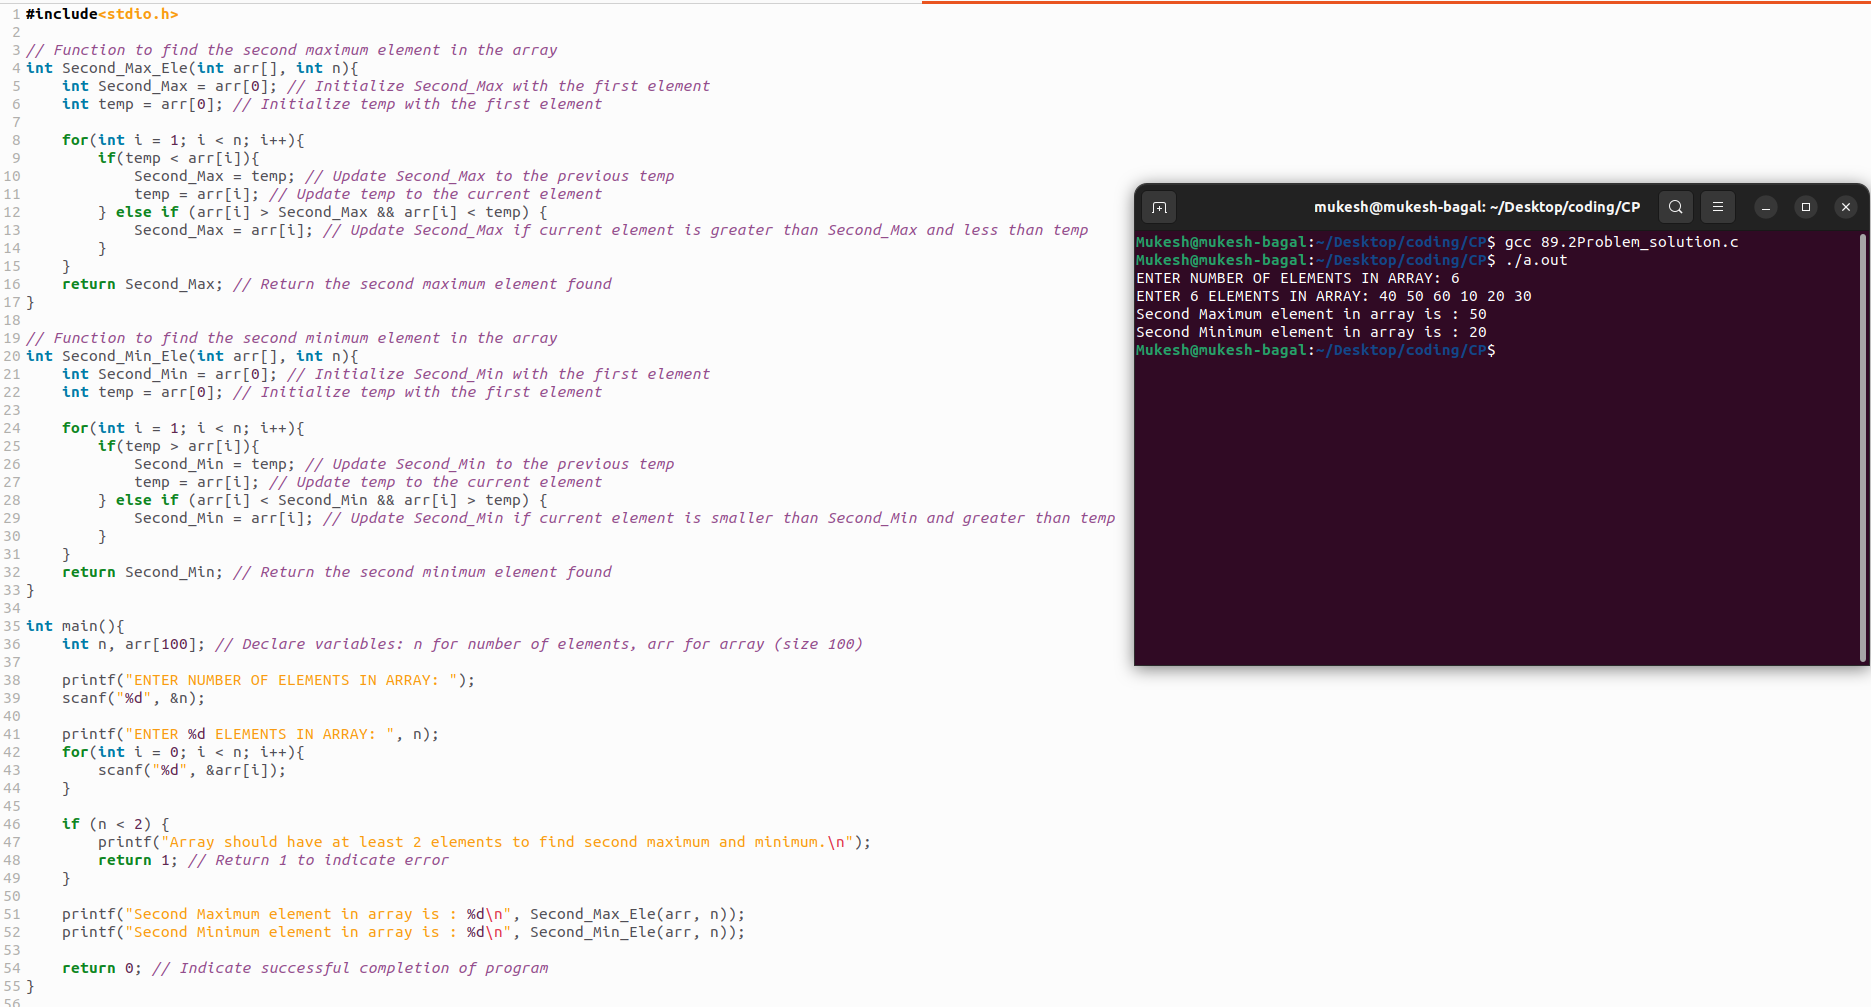 1 #include<stdio.h>
2
3 // Function to find the second maximum element in the array
4 int Second_Max_Ele(int arr[], int n){
5     int Second_Max = arr[0]; // Initialize Second_Max with the first element
6     int temp = arr[0]; // Initialize temp with the first element
7
8     for(int i = 1; i < n; i++){
9         if(temp < arr[i]){
10             Second_Max = temp; // Update Second_Max to the previous temp
11             temp = arr[i]; // Update temp to the current element
12         } else if (arr[i] > Second_Max && arr[i] < temp) {
13             Second_Max = arr[i]; // Update Second_Max if current element is greater than Second_Max and less than temp
14         }
15     }
16     return Second_Max; // Return the second maximum element found
17 }
18
19 // Function to find the second minimum element in the array
20 int Second_Min_Ele(int arr[], int n){
21     int Second_Min = arr[0]; // Initialize Second_Min with the first element
22     int temp = arr[0]; // Initialize temp with the first element
23
24     for(int i = 1; i < n; i++){
25         if(temp > arr[i]){
26             Second_Min = temp; // Update Second_Min to the previous temp
27             temp = arr[i]; // Update temp to the current element
28         } else if (arr[i] < Second_Min && arr[i] > temp) {
29             Second_Min = arr[i]; // Update Second_Min if current element is smaller than Second_Min and greater than temp
30         }
31     }
32     return Second_Min; // Return the second minimum element found
33 }
34
35 int main(){
36     int n, arr[100]; // Declare variables: n for number of elements, arr for array (size 100)
37
38     printf("ENTER NUMBER OF ELEMENTS IN ARRAY: ");
39     scanf("%d", &n);
40
41     printf("ENTER %d ELEMENTS IN ARRAY: ", n);
42     for(int i = 0; i < n; i++){
43         scanf("%d", &arr[i]);
44     }
45
46     if (n < 2) {
47         printf("Array should have at least 2 elements to find second maximum and minimum.\n");
48         return 1; // Return 1 to indicate error
49     }
50
51     printf("Second Maximum element in array is : %d\n", Second_Max_Ele(arr, n));
52     printf("Second Minimum element in array is : %d\n", Second_Min_Ele(arr, n));
53
54     return 0; // Indicate successful completion of program
55 }
56
mukesh@mukesh-bagal: ~/Desktop/coding/CP
Mukesh@mukesh-bagal:~/Desktop/coding/CP$ gcc 89.2Problem_solution.c
Mukesh@mukesh-bagal:~/Desktop/coding/CP$ ./a.out
ENTER NUMBER OF ELEMENTS IN ARRAY: 6
ENTER 6 ELEMENTS IN ARRAY: 40 50 60 10 20 30
Second Maximum element in array is : 50
Second Minimum element in array is : 20
Mukesh@mukesh-bagal:~/Desktop/coding/CP$